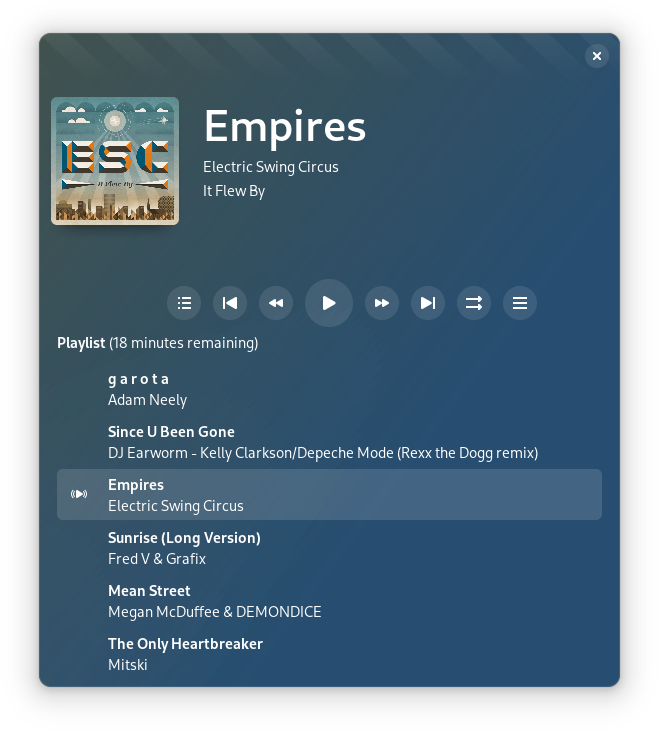 ESC
It Flew By
Empires
Electric Swing Circus
It Flew By
Playlist (18 minutes remaining)
g a r o t a
Adam Neely
Since U Been Gone
DJ Earworm - Kelly Clarkson/Depeche Mode (Rexx the Dogg remix)
Empires
Electric Swing Circus
Sunrise (Long Version)
Fred V & Grafix
Mean Street
Megan McDuffee & DEMONDICE
The Only Heartbreaker
Mitski